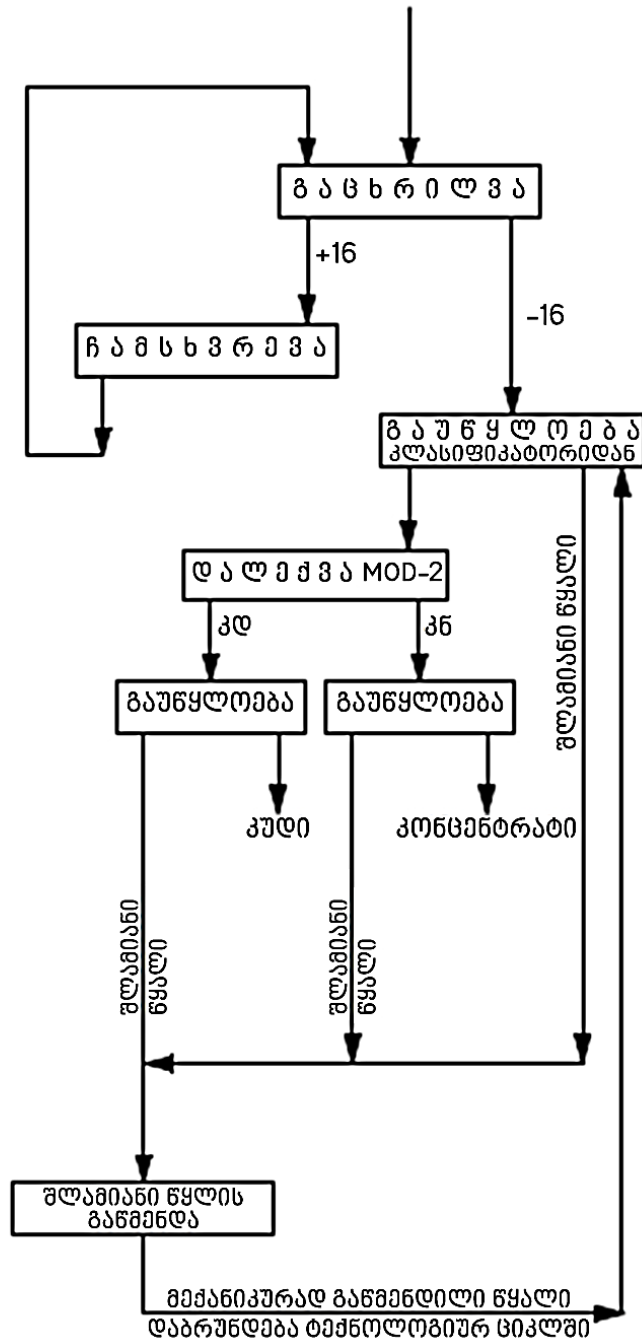 გაცხრილვა
+16
-16
ჩამსხვრევა
გაუწყლოება
კლასიფიკატორიდან
დალექვა MOD-2
კდ
კნ
შლამიანი წყალი
გაუწყლოება
გაუწყლოება
კუდი
კონცენტრატი
შლამიანი
წყალი
შლამიანი
წყალი
შლამიანი წყლის
გაწმენდა
მექანიკურად გაწმენდილი წყალი
დაბრუნდება ტექნოლოგიურ ციკლში